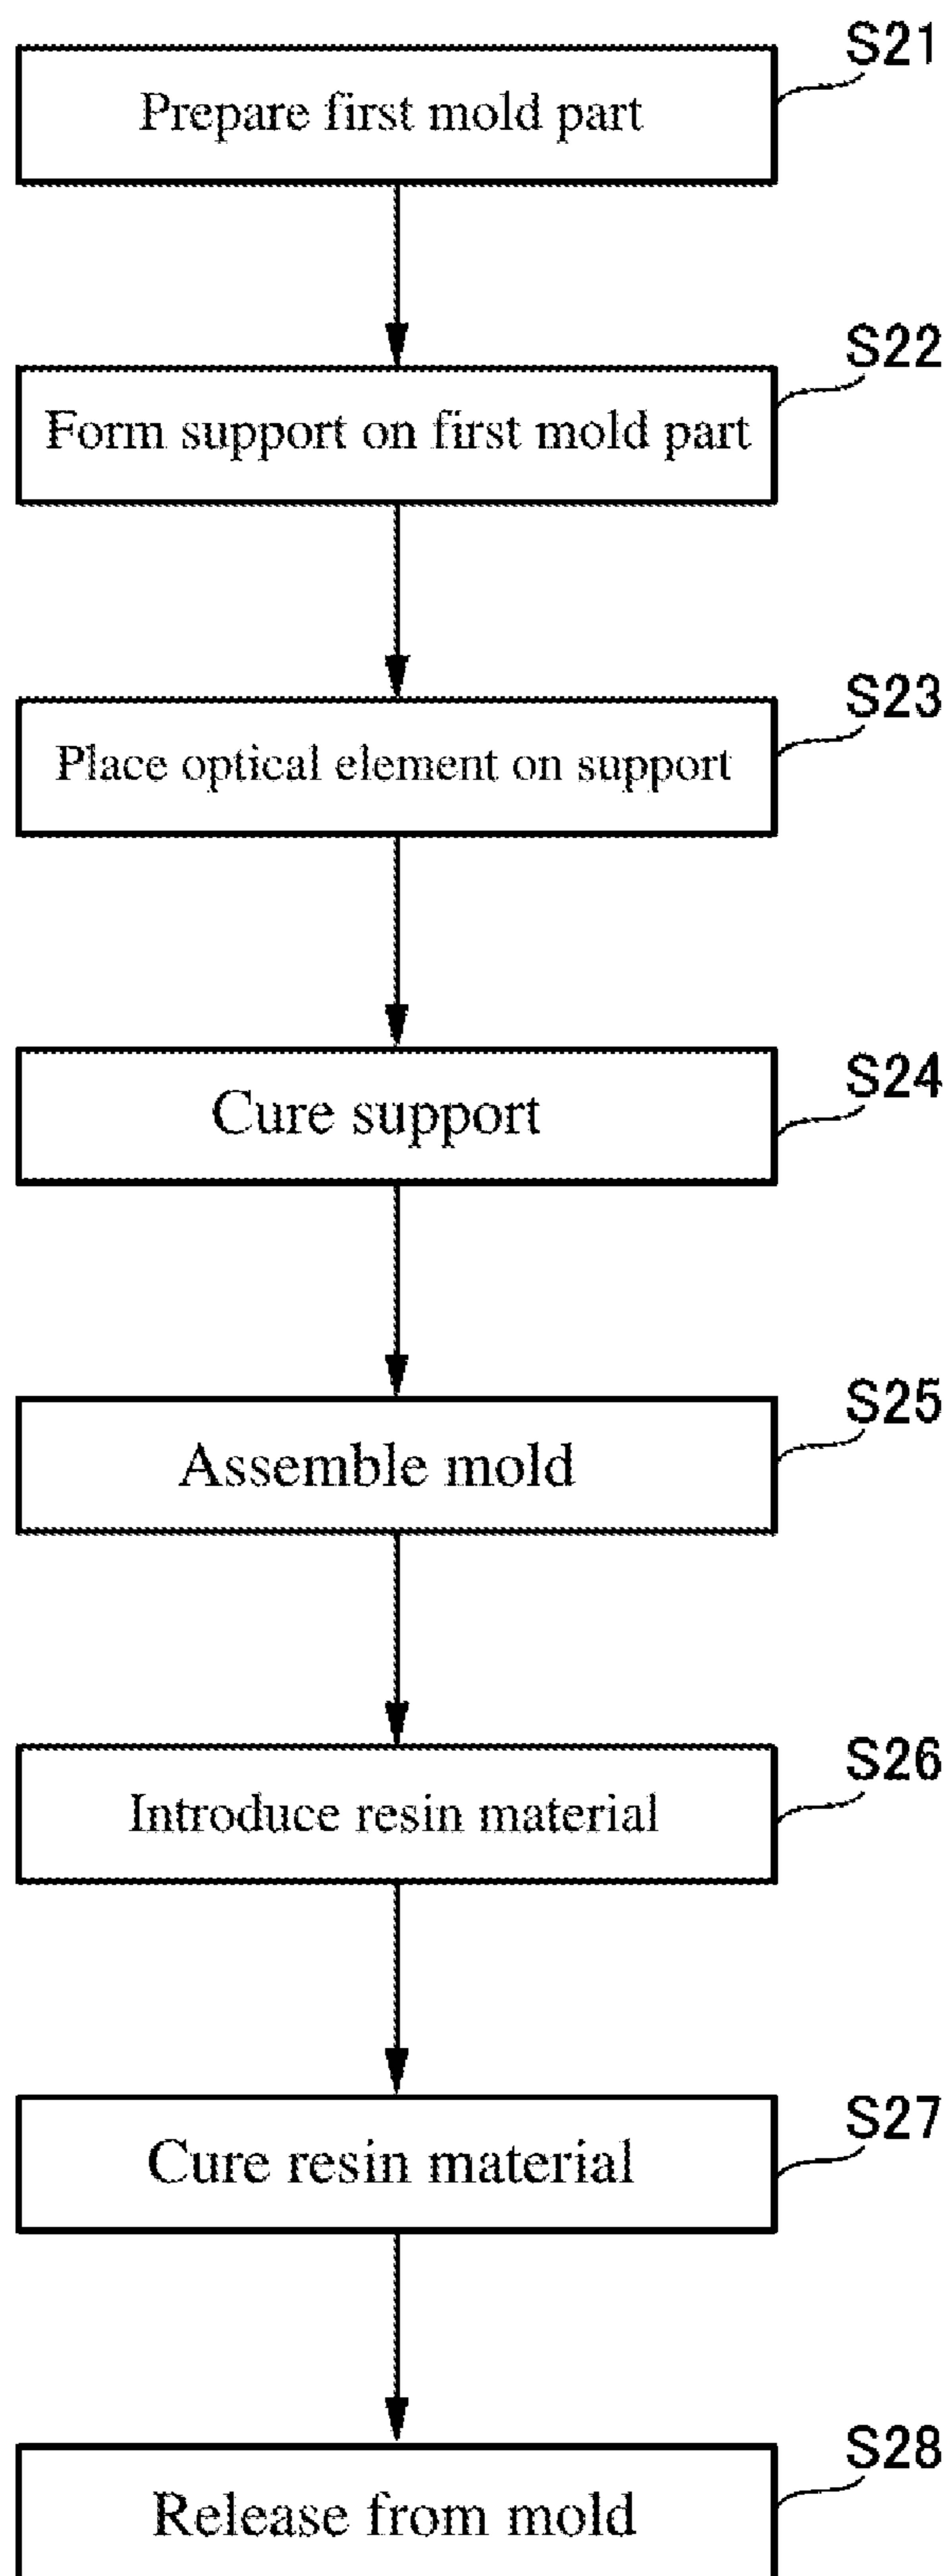 S21
Prepare first mold part
S22
Form support on first mold part
S23
Place optical element on support
S24
Cure support
S25
Assemble mold
S26
Introduce resin material
S27
Cure resin material
S28
Release from mold